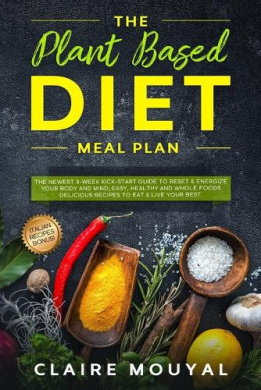 THE
Plant Based
DIET
MEAL PLAN
THE NEWEST 3-WEEK KICK-START GUIDE TO RESET & ENERGIZE
YOUR BODY AND MIND; EASY, HEALTHY AND WHOLE FOODS
DELICIOUS RECIPES TO EAT & LIVE YOUR BEST.
ITALIAN
RECIPES
BONUS!
CLAIRE MOUYAL